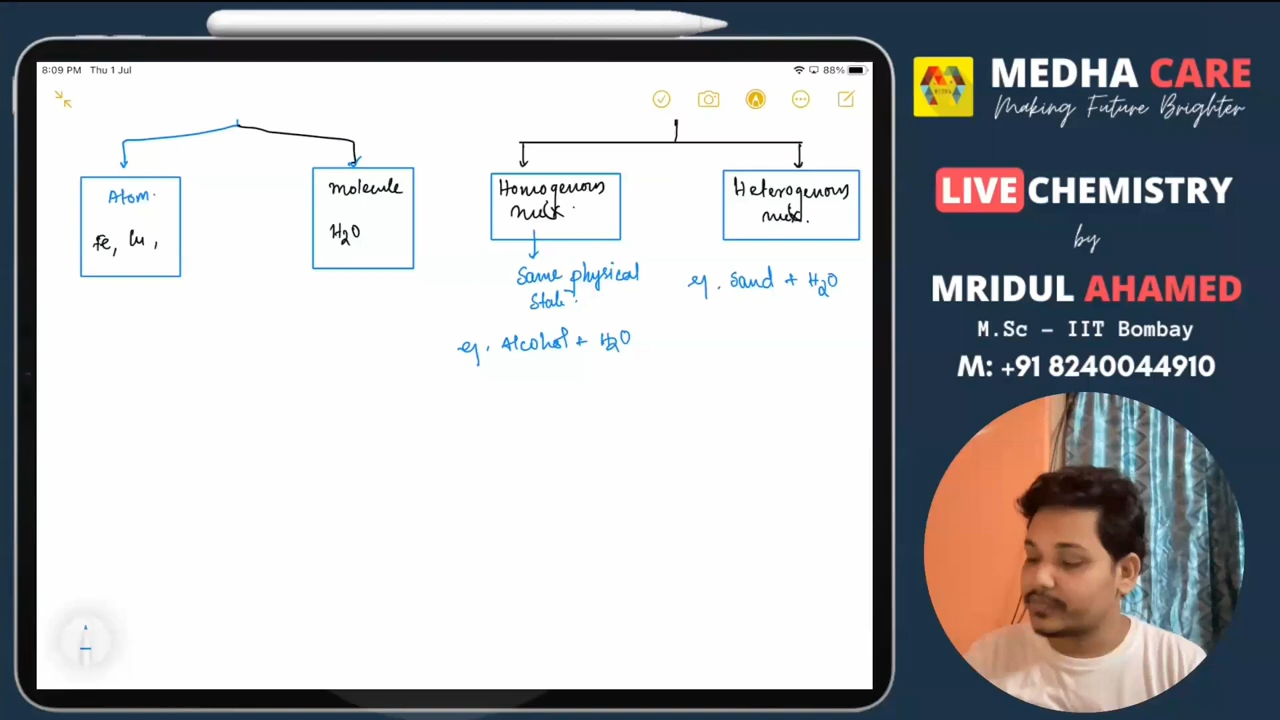 8:09 PM Thu 1 Jul
88%
Atom.
Fe, Cu,
Molecule
H2O
Homogenous
mix.
Same physical
State.
eg. Alcohol + H2O
Heterogenous
mix.
eg. Sand + H2O
MEDHA CARE
Making Future Brighter
LIVE CHEMISTRY
by
MRIDUL AHAMED
M.Sc – IIT Bombay
M: +91 8240044910